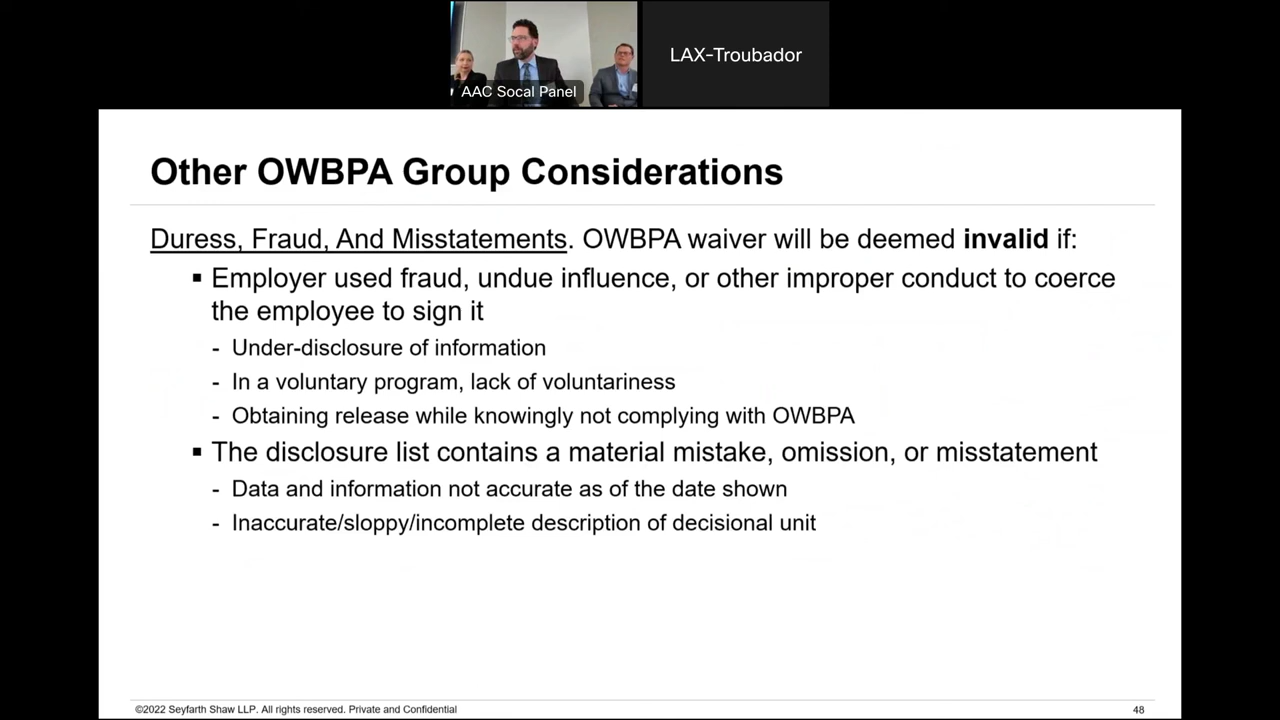 AAC Socal Panel
LAX-Troubador
Other OWBPA Group Considerations
Duress, Fraud, And Misstatements. OWBPA waiver will be deemed invalid if:
▪ Employer used fraud, undue influence, or other improper conduct to coerce
the employee to sign it
- Under-disclosure of information
- In a voluntary program, lack of voluntariness
- Obtaining release while knowingly not complying with OWBPA
▪ The disclosure list contains a material mistake, omission, or misstatement
- Data and information not accurate as of the date shown
- Inaccurate/sloppy/incomplete description of decisional unit
©2022 Seyfarth Shaw LLP. All rights reserved. Private and Confidential
48